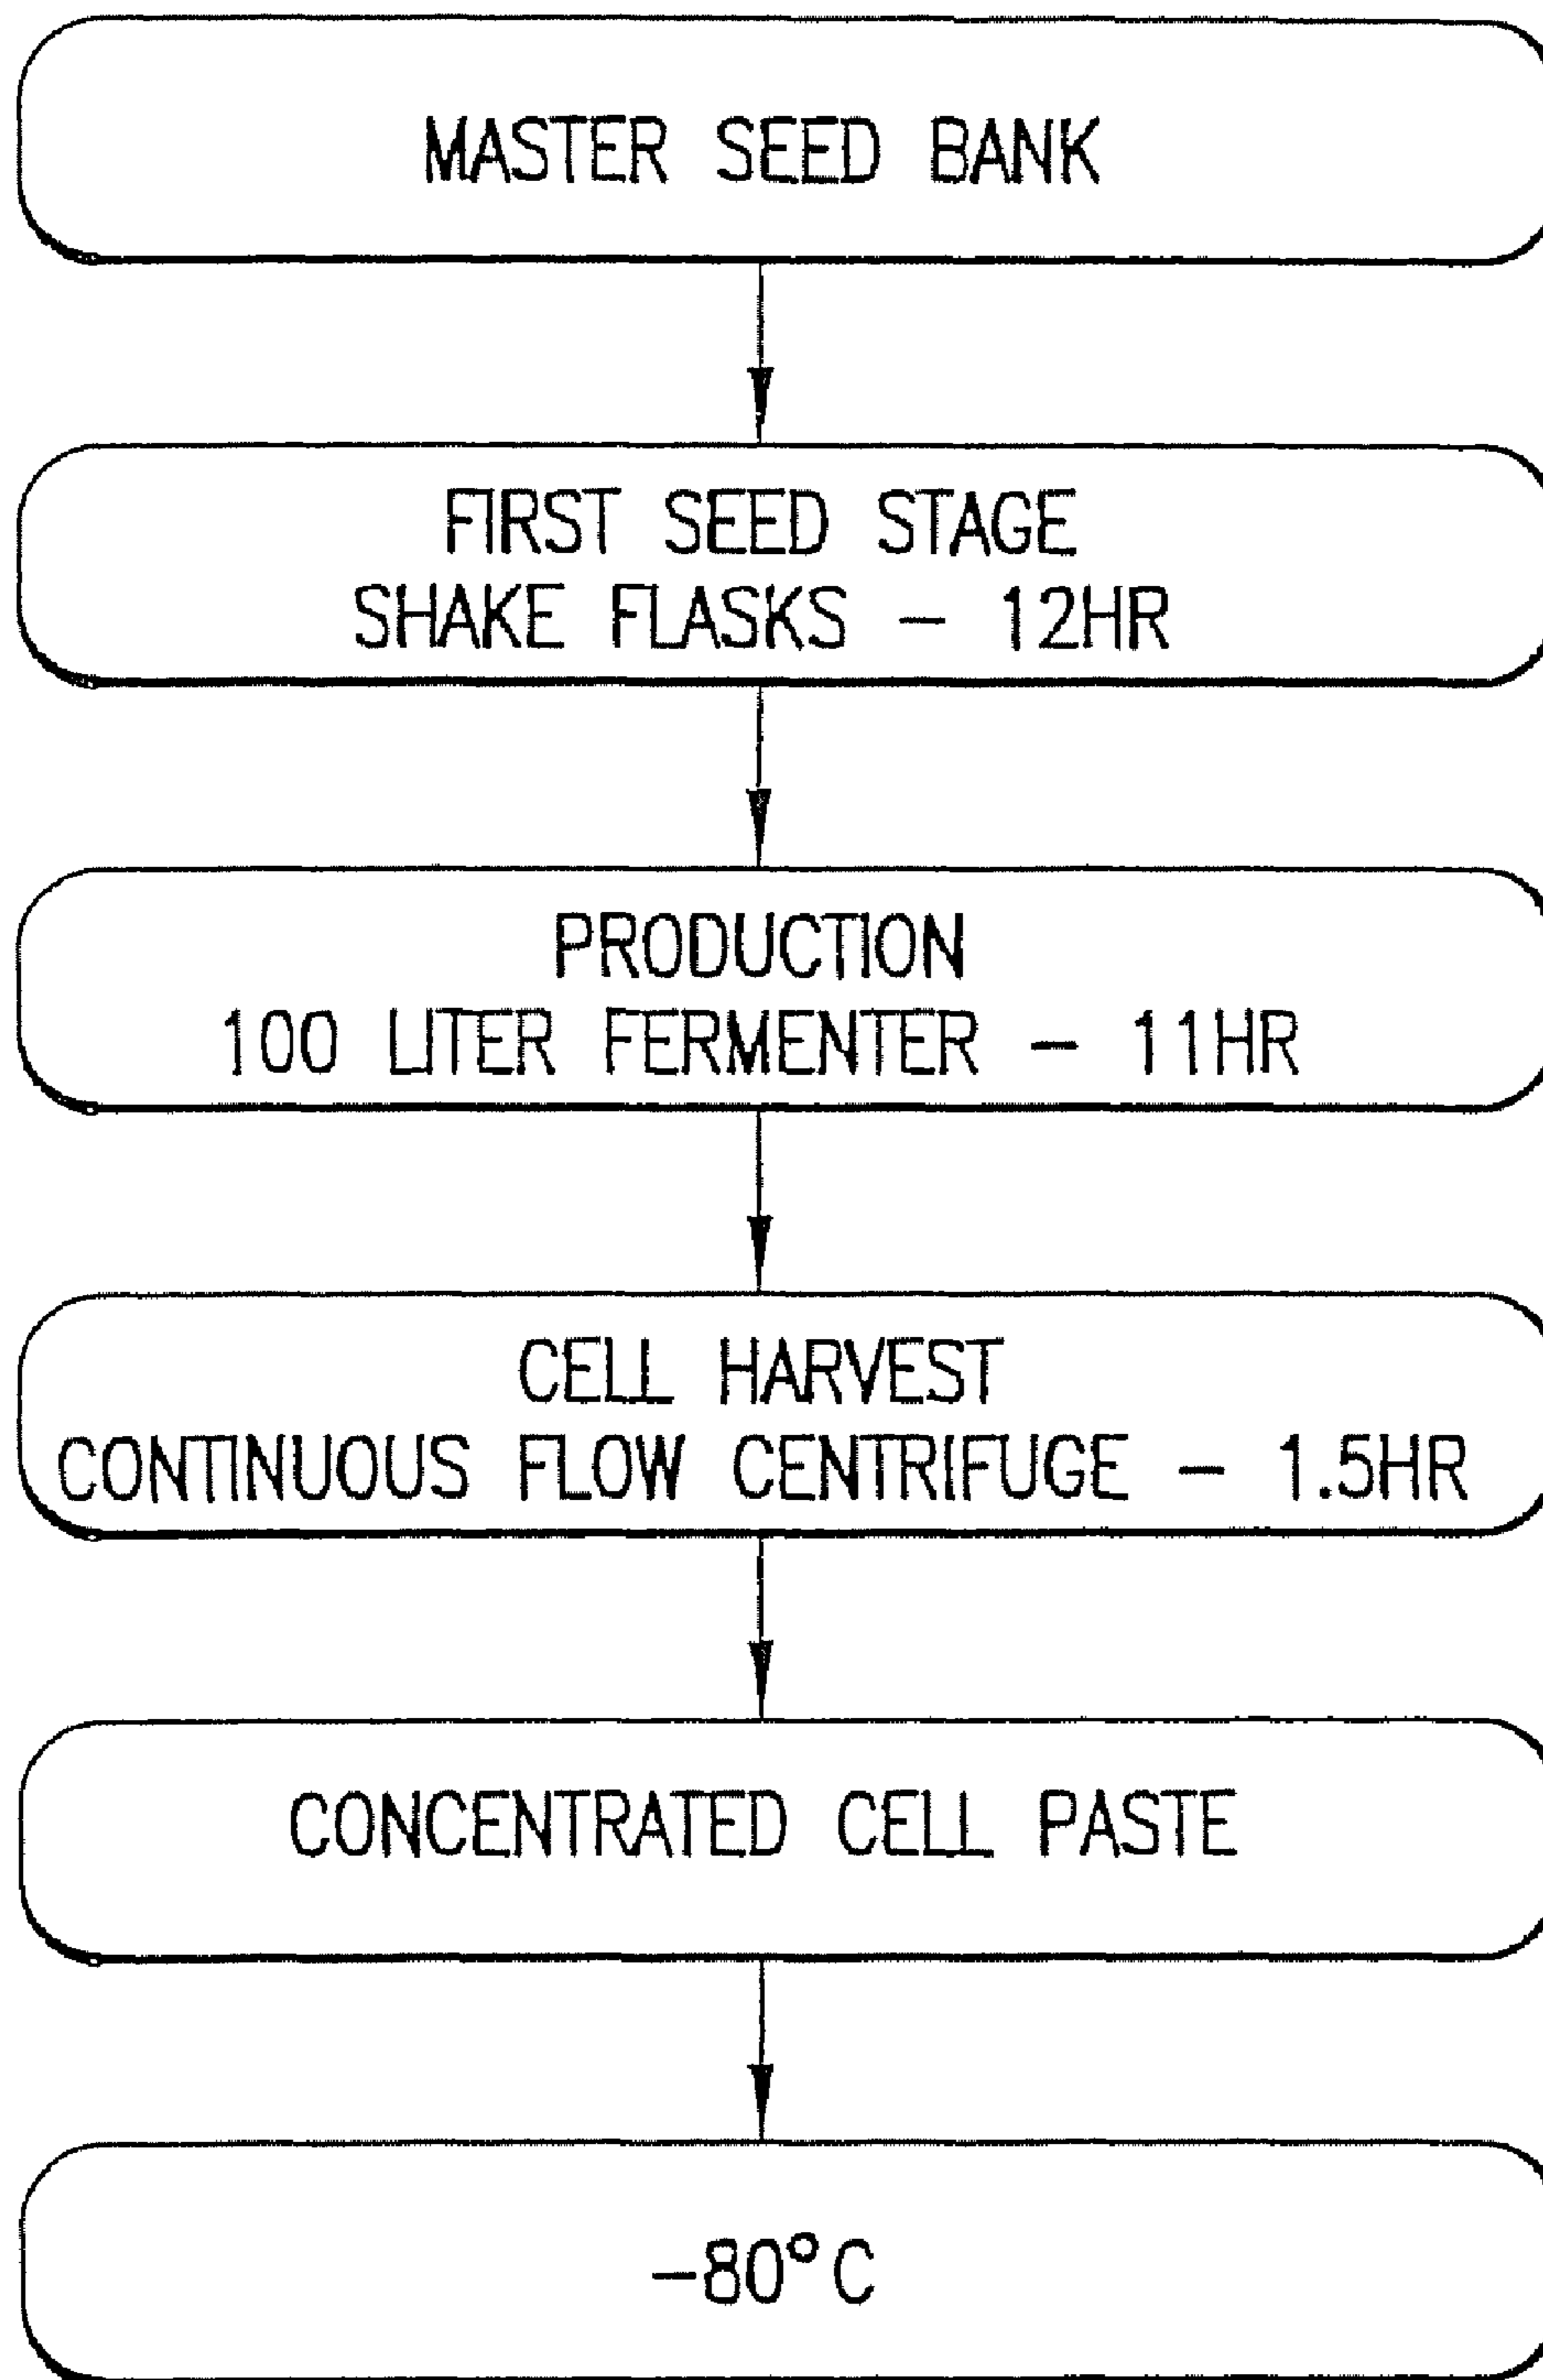 MASTER SEED BANK
FIRST SEED STAGE
SHAKE FLASKS – 12HR
PRODUCTION
100 LITER FERMENTER – 11HR
CELL HARVEST
CONTINUOUS FLOW CENTRIFUGE – 1.5HR
CONCENTRATED CELL PASTE
–80°C